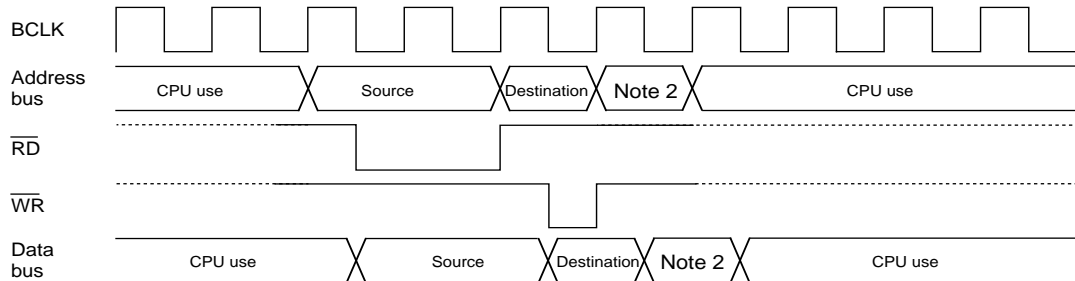 BCLK
Address
bus
CPU use Source Destination Note 2 CPU use
RD
WR
Data
bus
CPU use Source Destination Note 2 CPU use